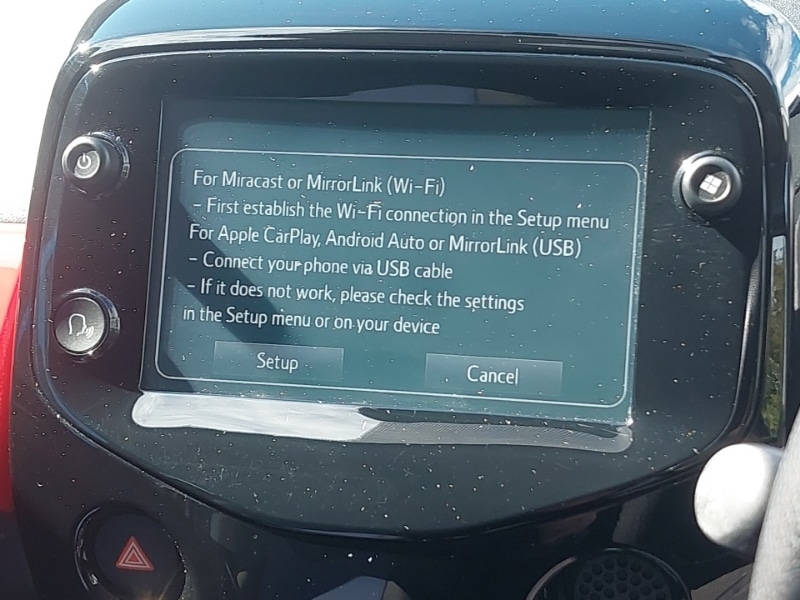 For Miracast or MirrorLink (Wi-Fi)
- First establish the Wi-Fi connection in the Setup menu
For Apple CarPlay, Android Auto or MirrorLink (USB)
- Connect your phone via USB cable
- If it does not work, please check the settings
in the Setup menu or on your device
Setup
Cancel